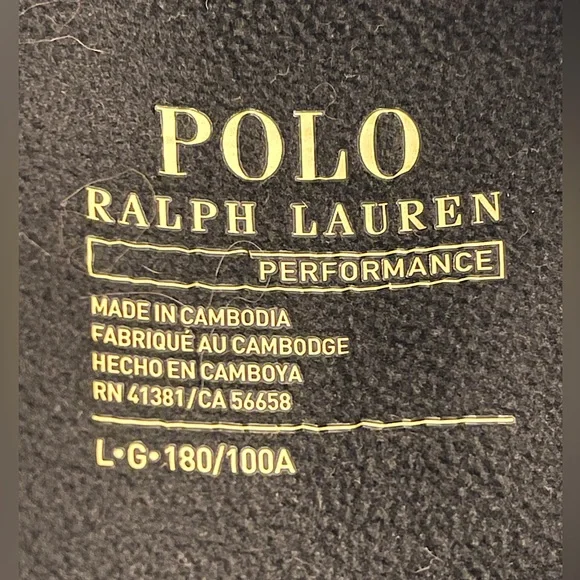 POLO
RALPH LAUREN
PERFORMANCE
MADE IN CAMBODIA
FABRIQUÉ AU CAMBODGE
HECHO EN CAMBOYA
RN 41381/CA 56658
L•G•180/100A